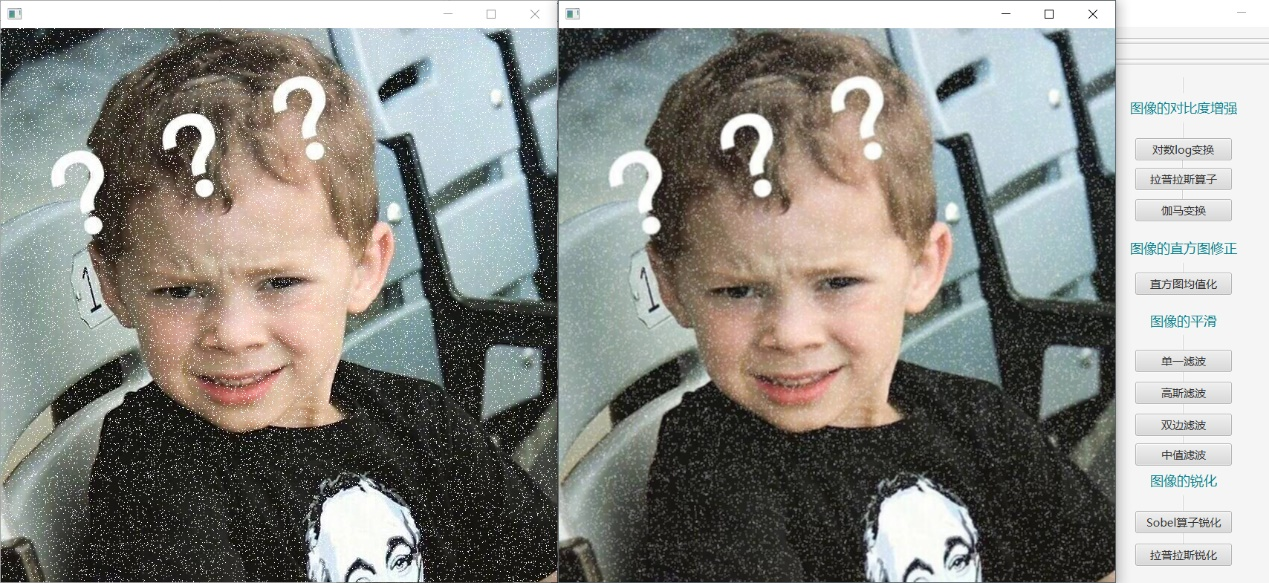 ?
?
?
1
?
?
?
1
图像的对比度增强
对数log变换
拉普拉斯算子
伽马变换
图像的直方图修正
直方图均值化
图像的平滑
单一滤波
高斯滤波
双边滤波
中值滤波
图像的锐化
Sobel算子锐化
拉普拉斯锐化